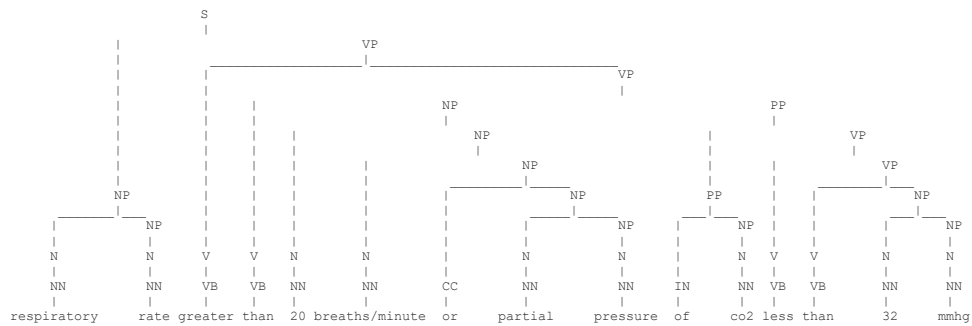 S
VP
VP
NP PP
NP VP
NP VP
NP NP PP NP
NP NP NP NP
N N V V N N N N N V V N N
NN NN VB VB NN NN CC NN NN IN NN VB VB NN NN
respiratory rate greater than 20 breaths/minute or partial pressure of co2 less than 32 mmhg